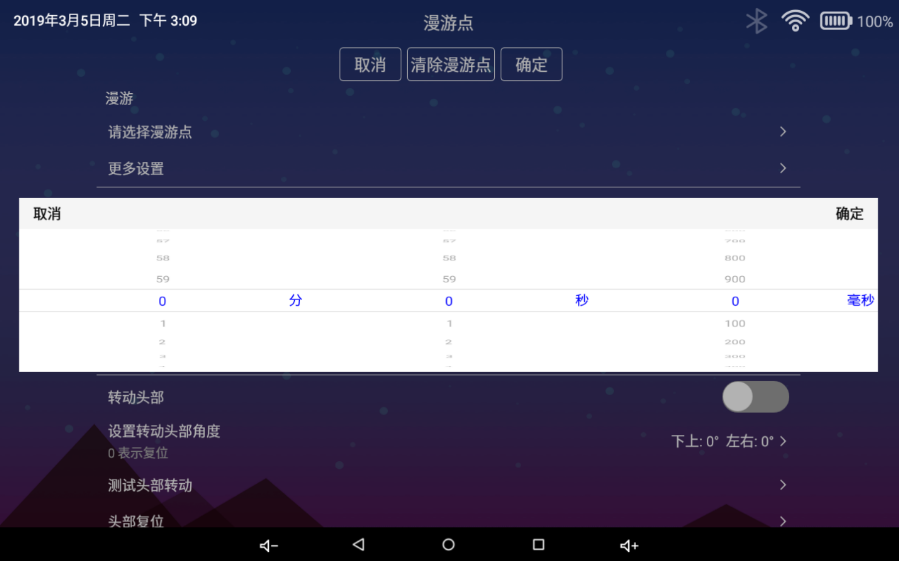 2019年3月5日周二 下午 3:09
漫游点
100%
取消 清除漫游点 确定
漫游
请选择漫游点
更多设置
取消 确定
57 57 700
58 58 800
59 59 900
0 分 0 秒 0 毫秒
1 1 100
2 2 200
3 3 300
转动头部
设置转动头部角度
0 表示复位
下上: 0° 左右: 0°
测试头部转动
头部复位